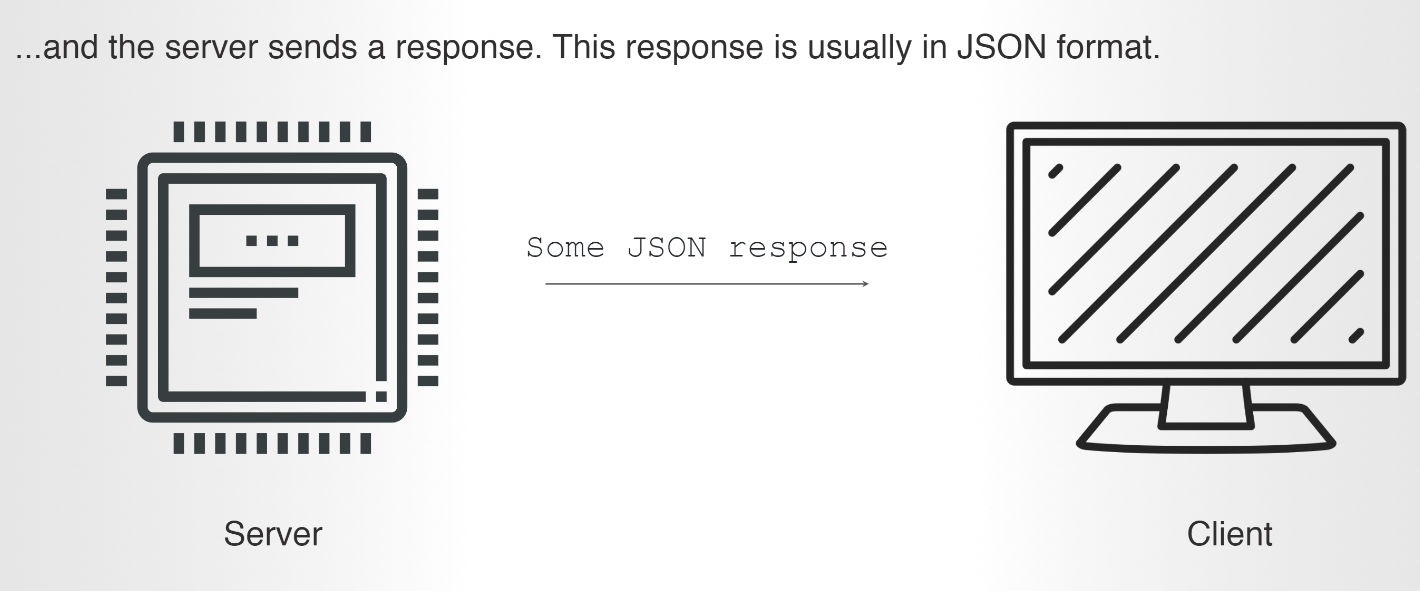 ...and the server sends a response. This response is usually in JSON format.
Some JSON response
Server
Client